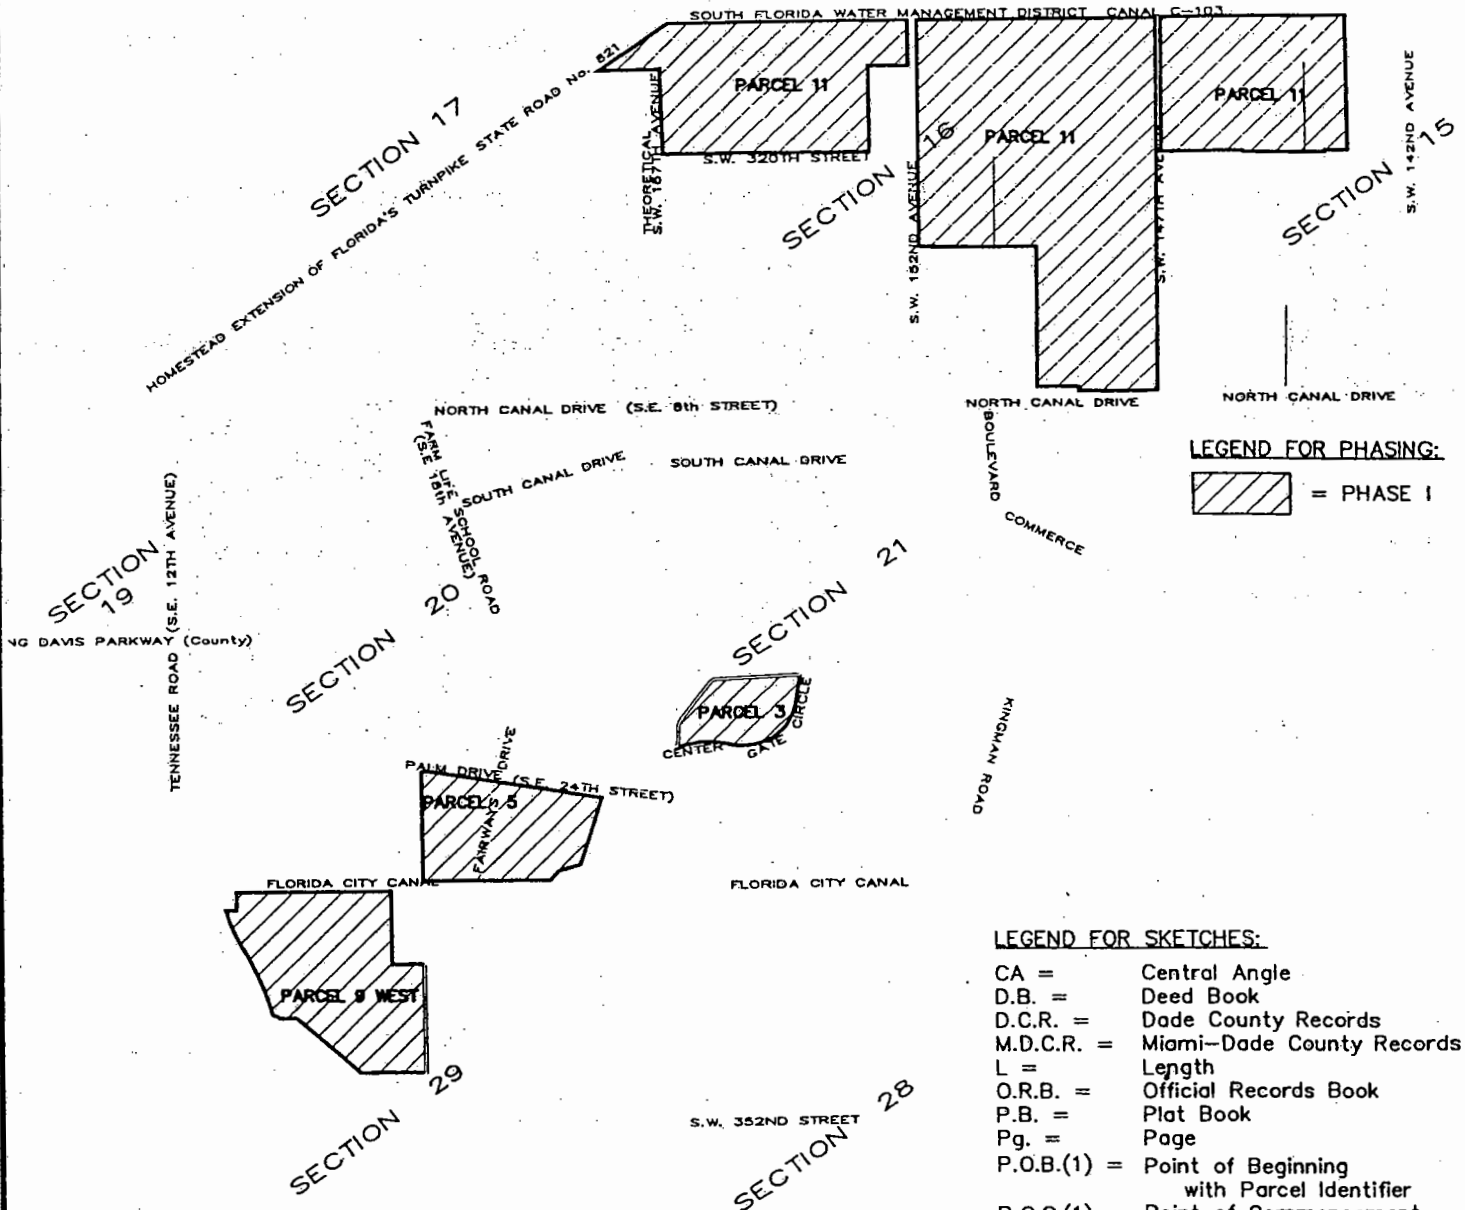 SOUTH FLORIDA WATER MANAGEMENT DISTRICT CANAL C-103
HOMESTEAD EXTENSION OF FLORIDA'S TURNPIKE STATE ROAD No. 821
SECTION 17
PARCEL 11
THEORETICAL
S.W. 157TH AVENUE
S.W. 320TH STREET
SECTION 16
PARCEL 11
S.W. 152ND AVENUE
S.W. 147TH AVENUE
PARCEL 11
S.W. 142ND AVENUE
SECTION 15
NORTH CANAL DRIVE (S.E. 8th STREET)
NORTH CANAL DRIVE
NORTH CANAL DRIVE
FARM LIFE SCHOOL ROAD
(S.E 18th AVENUE)
SOUTH CANAL DRIVE
SOUTH CANAL DRIVE
BOULEVARD
COMMERCE
LEGEND FOR PHASING:
= PHASE I
SECTION 19
TENNESSEE ROAD (S.E. 12TH AVENUE)
NG DAVIS PARKWAY (County)
SECTION 20
SECTION 21
PARCEL 3
CENTER GATE CIRCLE
KINGMAN ROAD
PALM DRIVE (S.E. 24TH STREET)
PARCEL 5
FAIRWAYS DRIVE
FLORIDA CITY CANAL
FLORIDA CITY CANAL
PARCEL 9 WEST
SECTION 29
S.W. 352ND STREET
SECTION 28
LEGEND FOR SKETCHES:
CA = Central Angle
D.B. = Deed Book
D.C.R. = Dade County Records
M.D.C.R. = Miami-Dade County Records
L = Length
O.R.B. = Official Records Book
P.B. = Plat Book
Pg. = Page
P.O.B.(1) = Point of Beginning
with Parcel Identifier